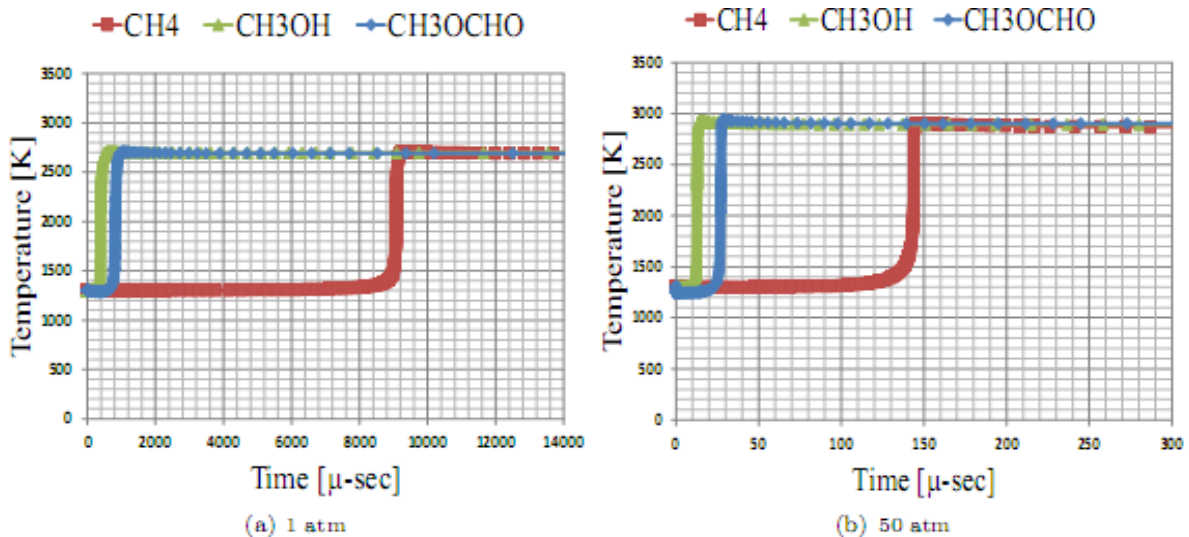 CH4 CH3OH CH3OCHO
3500
3000
2500
2000
1500
1000
500
0
Temperature [K]
0 2000 4000 6000 8000 10000 12000 14000
Time [μ-sec]
(a) 1 atm
CH4 CH3OH CH3OCHO
3500
3000
2500
2000
1500
1000
500
0
Temperature [K]
0 50 100 150 200 250 300
Time [μ-sec]
(b) 50 atm